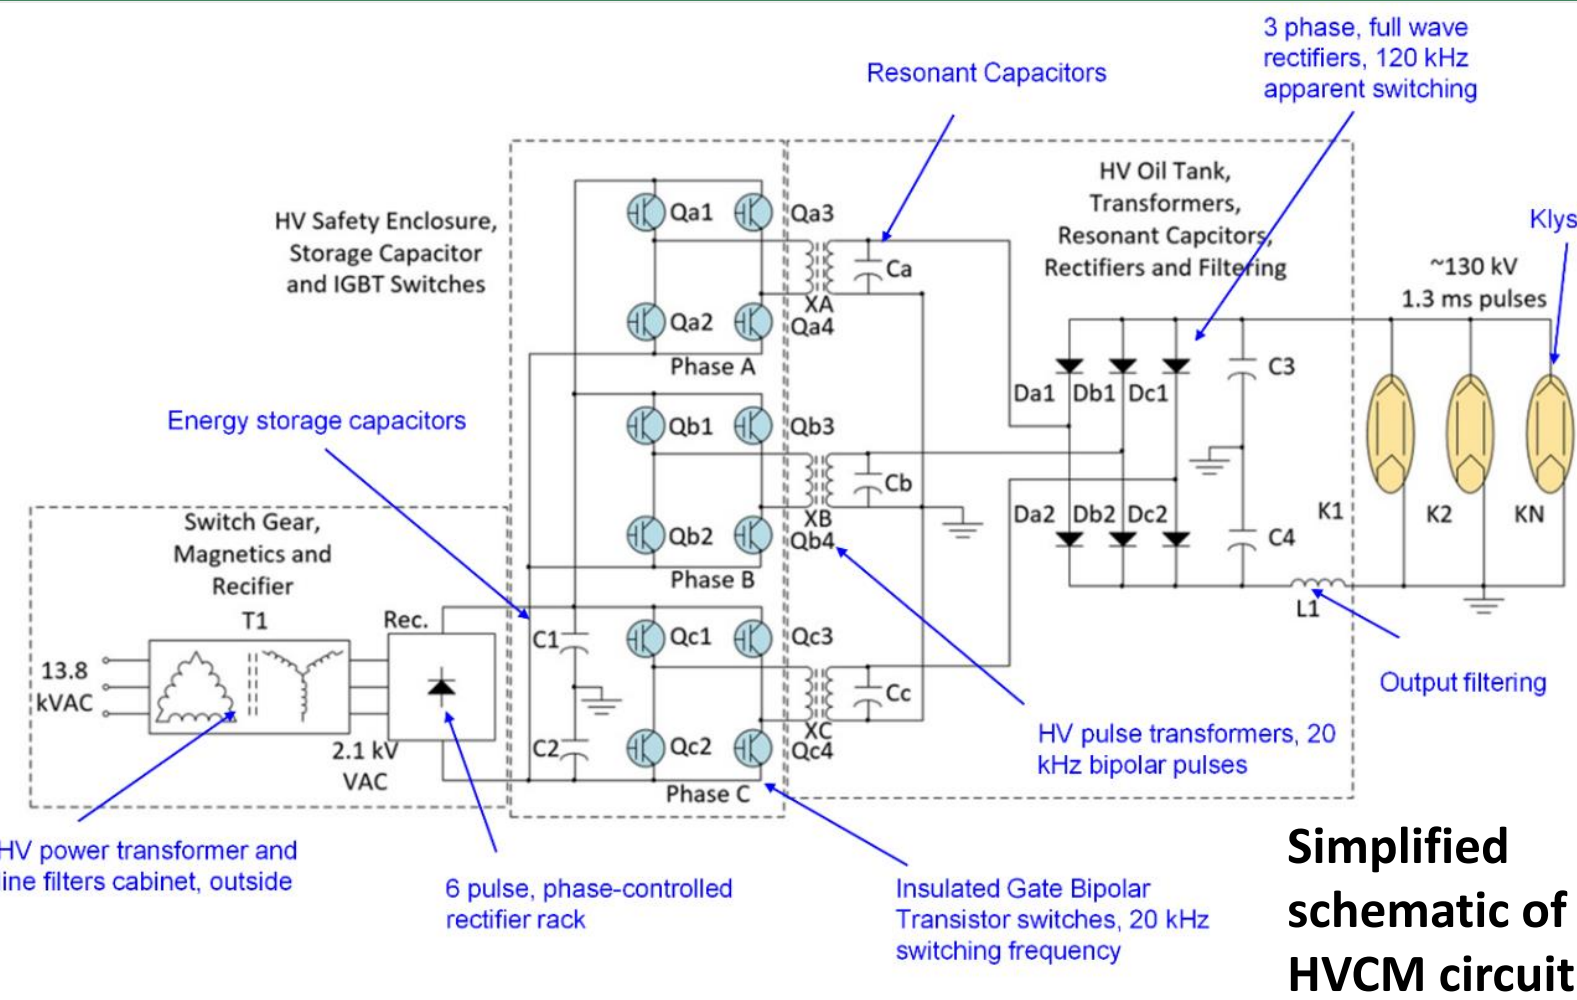 3 phase, full wave
rectifiers, 120 kHz
apparent switching
Resonant Capacitors
HV Oil Tank,
Transformers,
Resonant Capcitors,
Rectifiers and Filtering
HV Safety Enclosure,
Storage Capacitor
and IGBT Switches
Klys
~130 kV
1.3 ms pulses
Qa1
Qa3
Ca
XA
Qa2
Qa4
Phase A
C3
Da1 Db1 Dc1
Energy storage capacitors
Qb1
Qb3
Cb
XB
Qb2
Qb4
Phase B
Da2 Db2 Dc2
C4
K1
K2
KN
L1
Switch Gear,
Magnetics and
Recifier
T1
Rec.
13.8
kVAC
2.1 kV
VAC
C1
Qc1
Qc3
Cc
XC
C2
Qc2
Qc4
Phase C
Output filtering
HV pulse transformers, 20
kHz bipolar pulses
HV power transformer and
line filters cabinet, outside
6 pulse, phase-controlled
rectifier rack
Insulated Gate Bipolar
Transistor switches, 20 kHz
switching frequency
Simplified
schematic of
HVCM circuit